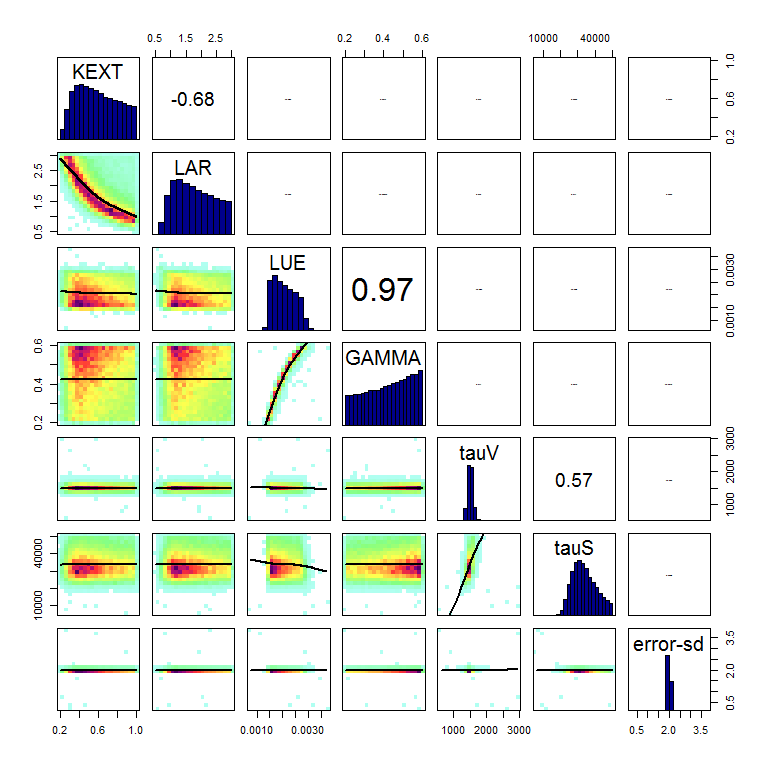 0.5 1.5 2.5 0.2 0.3 0.4 0.5 0.6 10000 40000
KEXT -0.68 0.2 0.6 1.0
LAR 0.5 1.5 2.5
LUE 0.97 0.0010 0.0030
GAMMA 0.2 0.4 0.6
tauV 0.57 1000 2000 3000
tauS 10000 40000
error-sd 0.5 2.0 3.5
0.2 0.6 1.0 0.0010 0.0030 1000 2000 3000 0.5 2.0 3.5